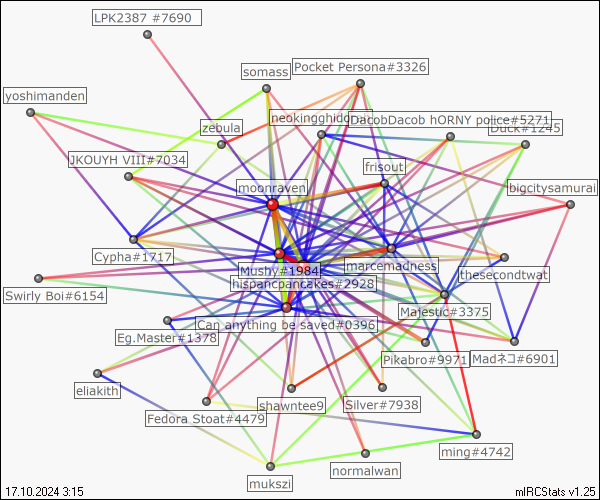 LPK2387 #7690
somass
Pocket Persona#3326
yoshimanden
neokingghidor
DacobDacob hORNY police#5271
zebula
Duck#1245
JKOUYH VIII#7034
frisout
moonraven
bigcitysamurai
Cypha#1717
Mushy#1984
marcemadness
thesecondtwat
hispancpancakes#2928
Swirly Boi#6154
Majestic#3375
Can anything be saved#0396
Eg.Master#1378
Pikabro#9971
Madネコ#6901
eliakith
shawntee9
Silver#7938
Fedora Stoat#4479
ming#4742
normalwan
mukszi
17.10.2024 3:15
mIRCStats v1.25